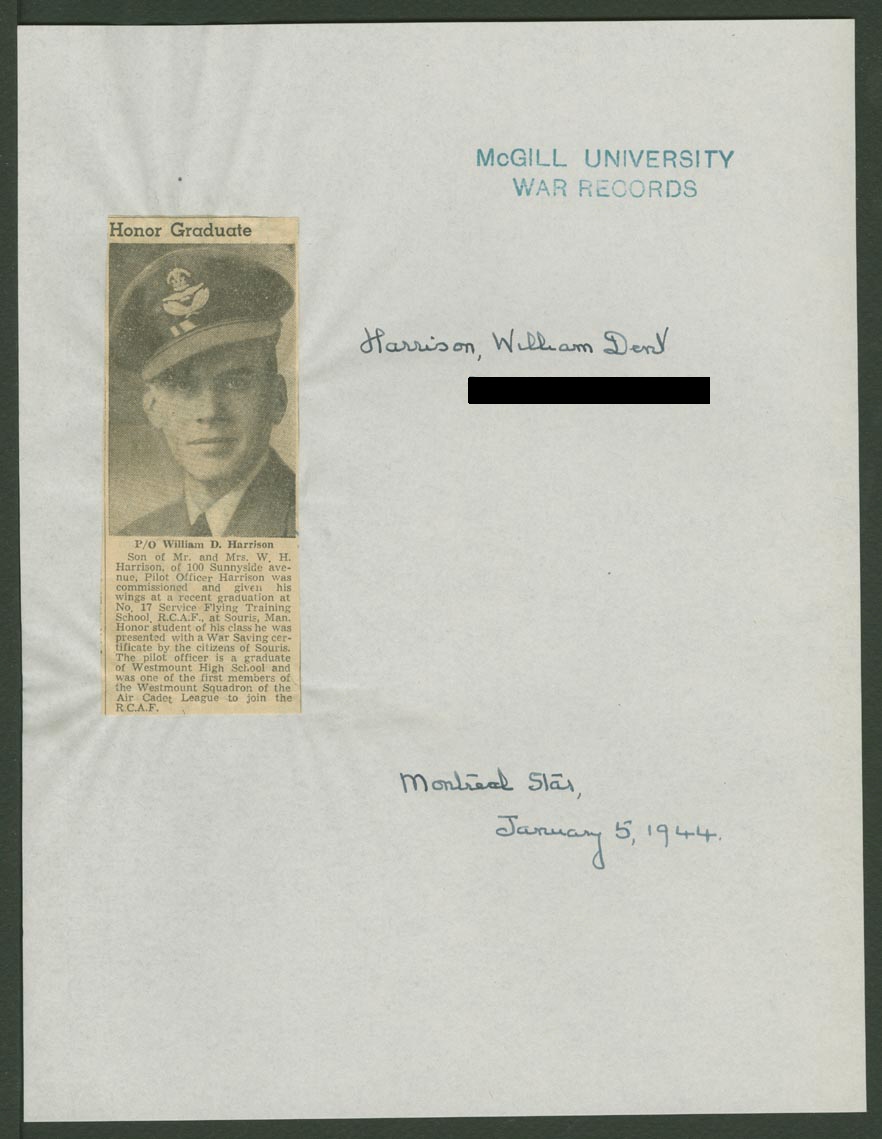 McGILL UNIVERSITY
WAR RECORDS
Honor Graduate
Harrison, William Dent
P/O William D. Harrison
Son of Mr. and Mrs. W. H.
Harrison, of 100 Sunnyside ave-
nue, Pilot Officer Harrison was
commissioned and given his
wings at a recent graduation at
No. 17 Service Flying Training
School, R.C.A.F., at Souris, Man.
Honor student of his class he was
presented with a War Saving cer-
tificate by the citizens of Souris.
The pilot officer is a graduate
of Westmount High School and
was one of the first members of
the Westmount Squadron of the
Air Cadet League to join the
R.C.A.F.
Montreal Star,
January 5, 1944.